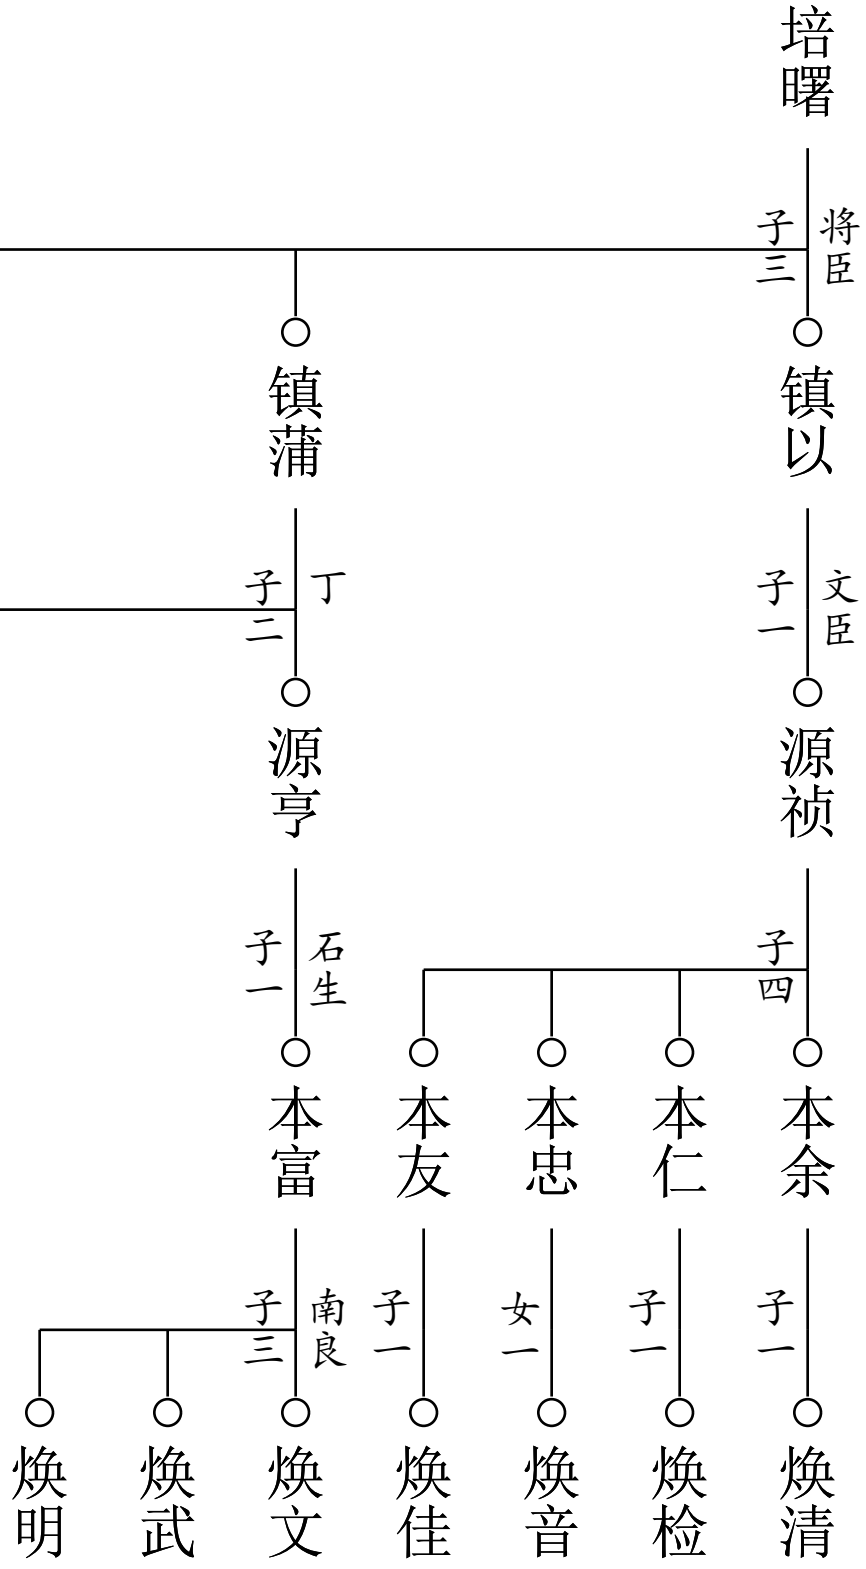 培曙
将臣
子三
镇以
镇蒲
文臣
子一
丁
子二
源祯
源亨
子四
石生
子一
本余
本仁
本忠
本友
本富
子一
子一
女一
子一
南良
子三
焕清
焕检
焕音
焕佳
焕文
焕武
焕明